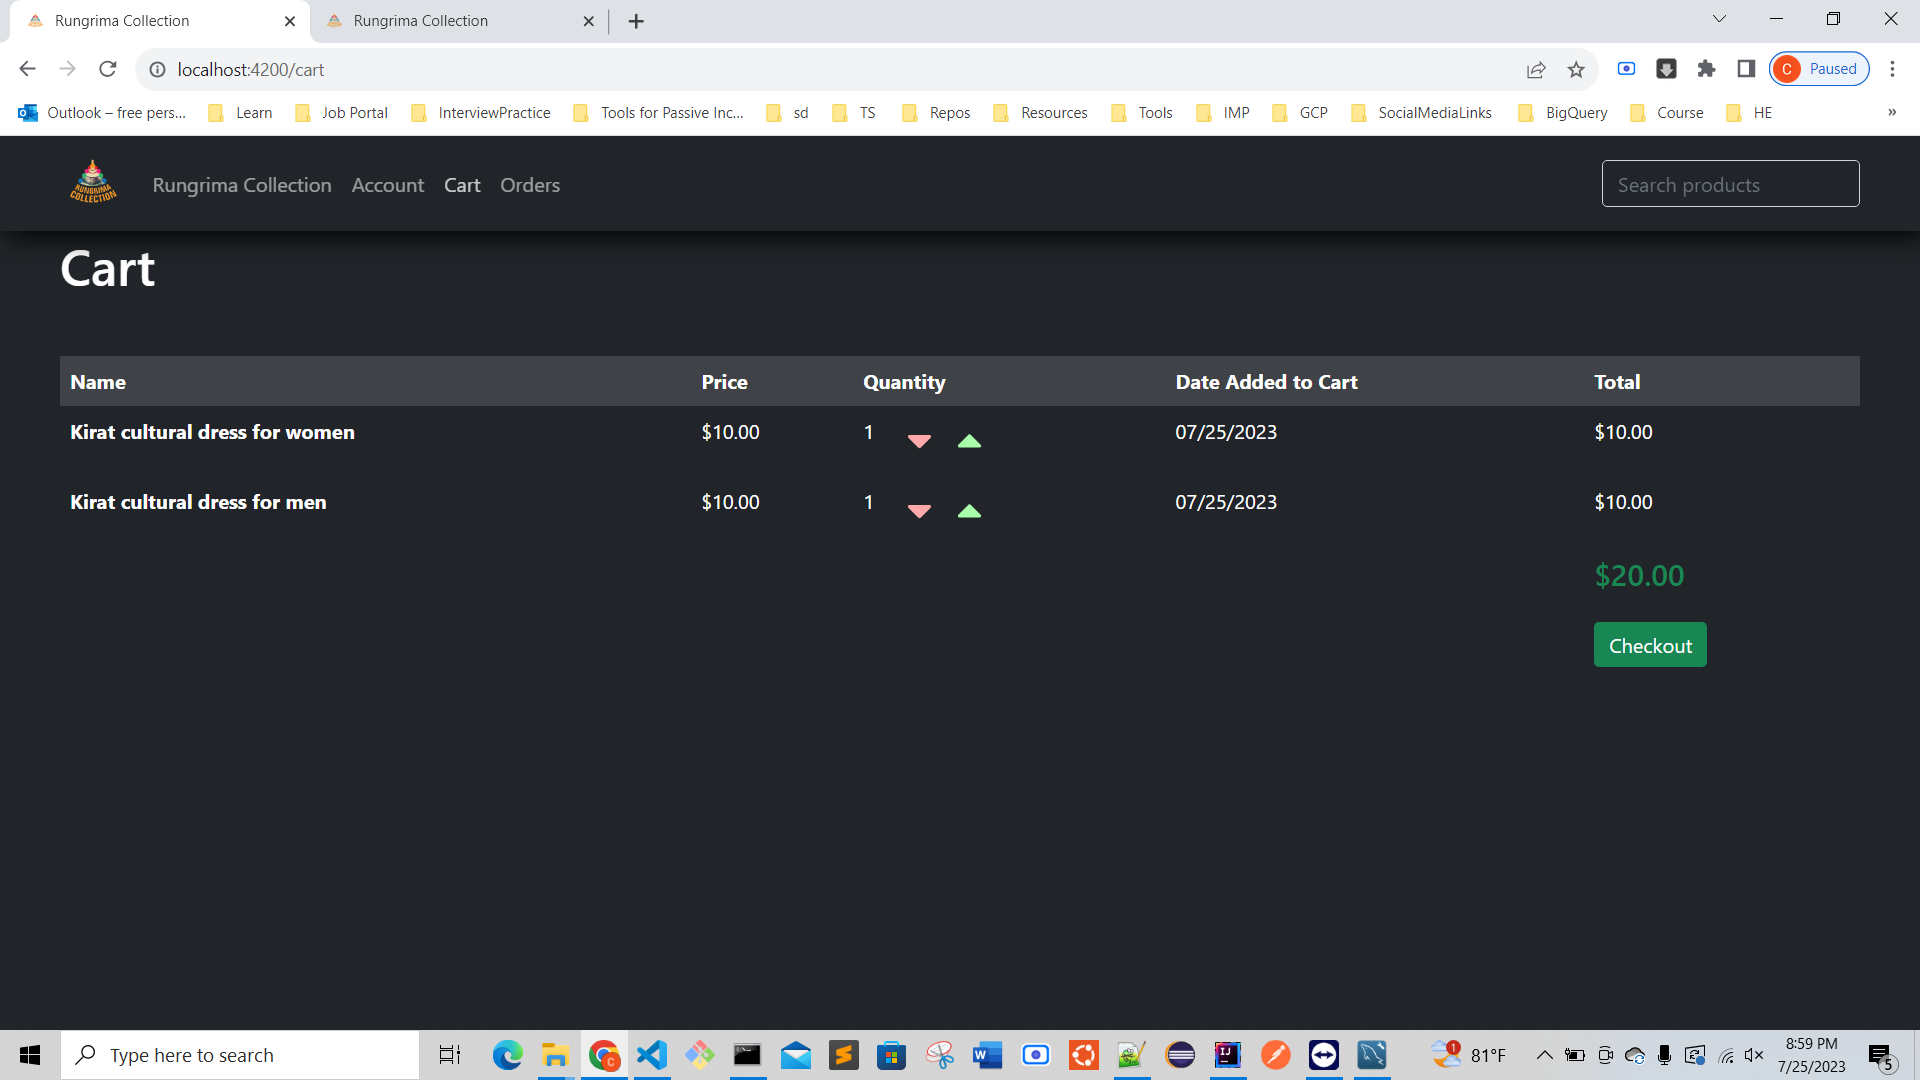 Rungrima Collection
Rungrima Collection
localhost:4200/cart
C Paused
Outlook – free pers... Learn Job Portal InterviewPractice Tools for Passive Inc... sd TS Repos Resources Tools IMP GCP SocialMediaLinks BigQuery Course HE »
RUNGRIMA
COLLECTION
Rungrima Collection Account Cart Orders Search products
Cart
Name Price Quantity Date Added to Cart Total
Kirat cultural dress for women $10.00 1 07/25/2023 $10.00
Kirat cultural dress for men $10.00 1 07/25/2023 $10.00
$20.00
Checkout
Type here to search
C
W
IJ
1
81°F
8:59 PM
7/25/2023
5